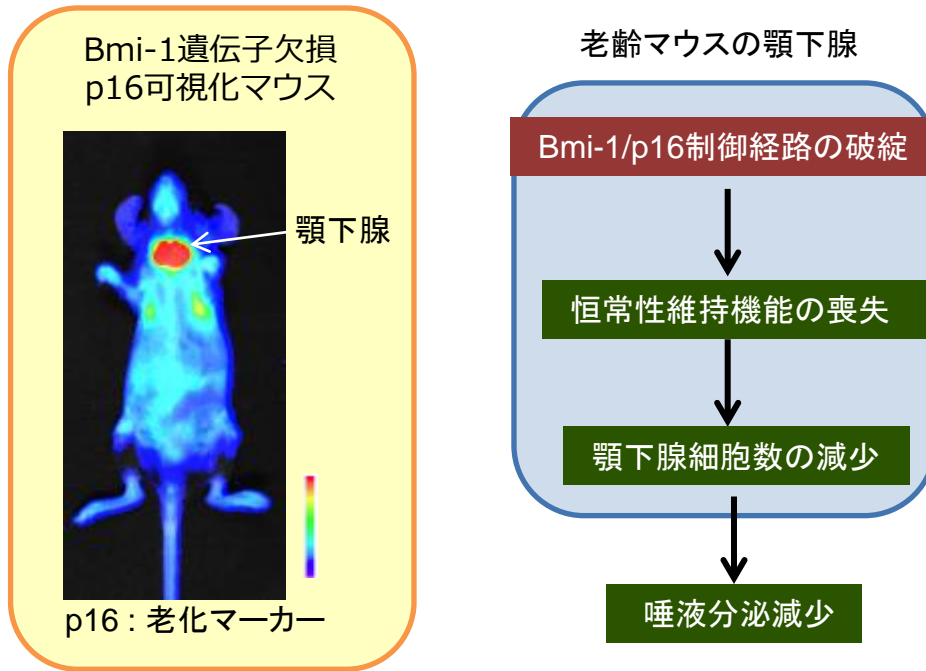 Bmi-1遺伝子欠損
p16可視化マウス
顎下腺
p16 : 老化マーカー
老齢マウスの顎下腺
Bmi-1/p16制御経路の破綻
恒常性維持機能の喪失
顎下腺細胞数の減少
唾液分泌減少